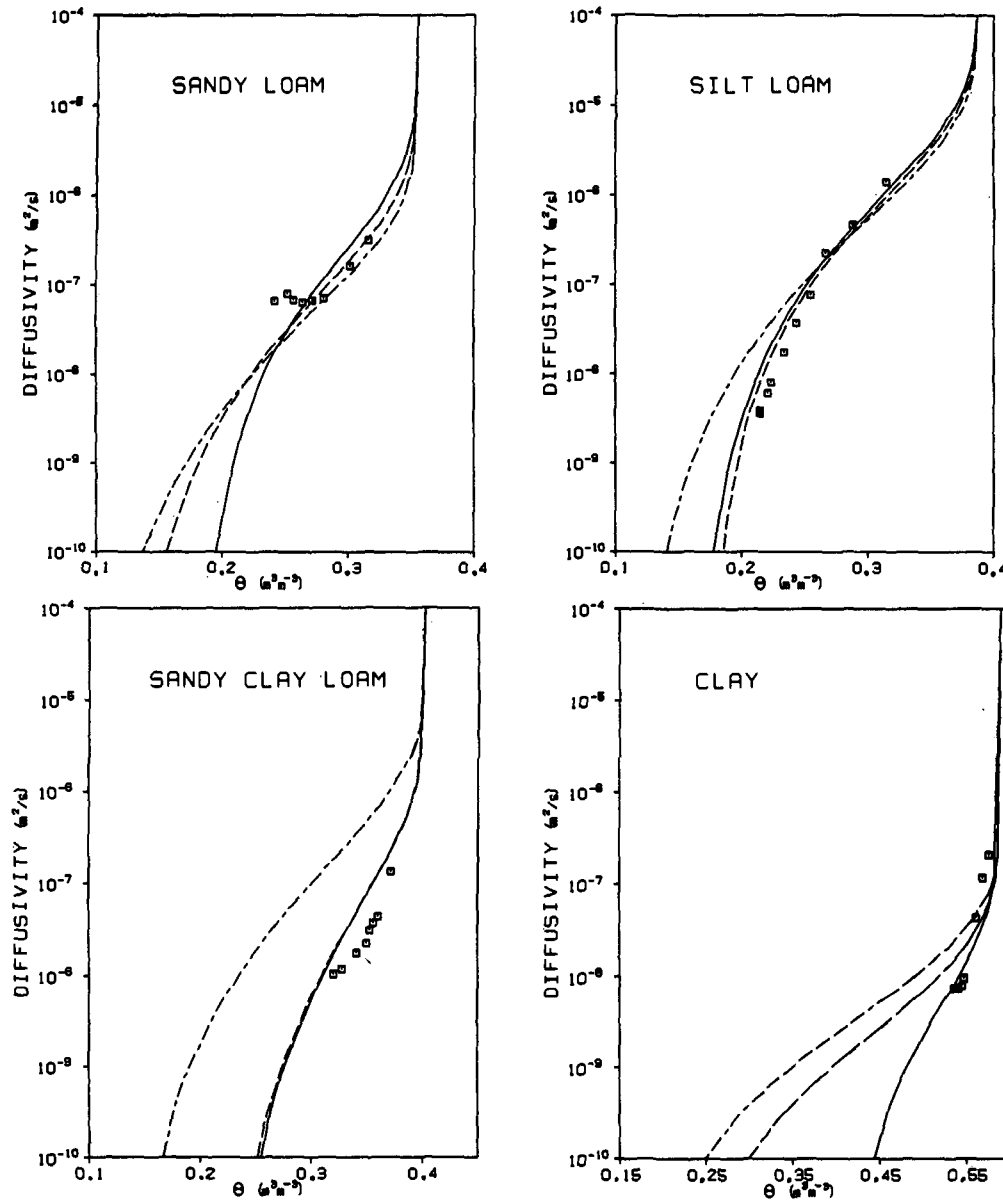 SANDY LOAM
DIFFUSIVITY (m²/s)
10⁻⁴
10⁻⁵
10⁻⁶
10⁻⁷
10⁻⁸
10⁻⁹
10⁻¹⁰
0.1 0.2 0.3 0.4
θ (m³m⁻³)
SILT LOAM
DIFFUSIVITY (m²/s)
10⁻⁴
10⁻⁵
10⁻⁶
10⁻⁷
10⁻⁸
10⁻⁹
10⁻¹⁰
0.1 0.2 0.3 0.4
θ (m³m⁻³)
SANDY CLAY LOAM
DIFFUSIVITY (m²/s)
10⁻⁴
10⁻⁵
10⁻⁶
10⁻⁷
10⁻⁸
10⁻⁹
10⁻¹⁰
0.1 0.2 0.3 0.4
θ (m³m⁻³)
CLAY
DIFFUSIVITY (m²/s)
10⁻⁴
10⁻⁵
10⁻⁶
10⁻⁷
10⁻⁸
10⁻⁹
10⁻¹⁰
0.15 0.25 0.35 0.45 0.55
θ (m³m⁻³)